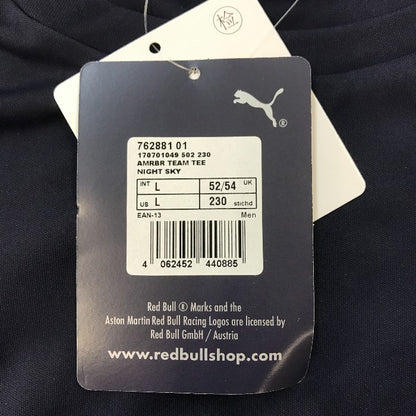 検
762881 01
170701049 502 230
AMRBR TEAM TEE
NIGHT SKY
INT L 52/54 UK
US L 230 stichd
EAN-13 Men
4 062452 440885
Red Bull ® Marks and the
Aston Martin Red Bull Racing Logos are licensed by
Red Bull GmbH / Austria
www.redbullshop.com